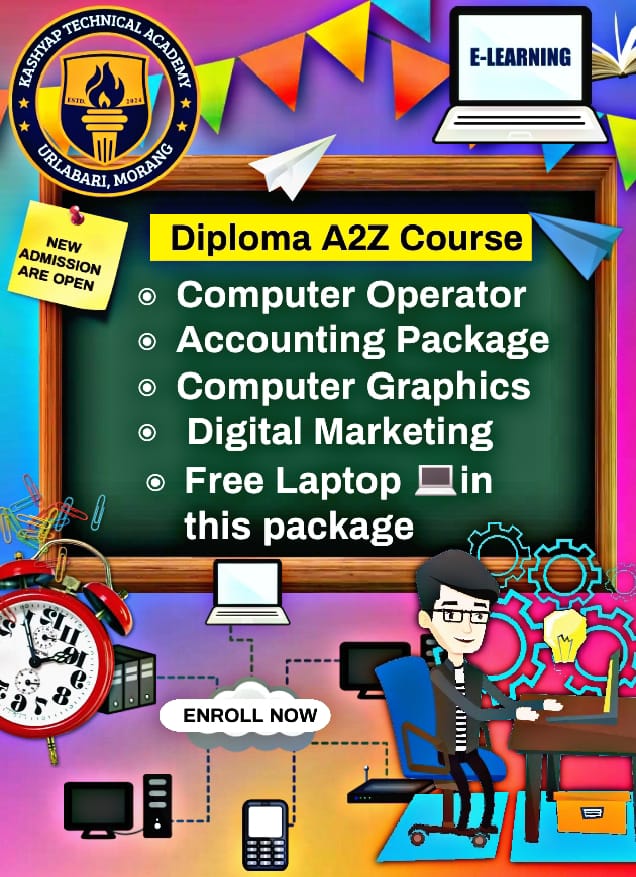 KASHYAP TECHNICAL ACADEMY
ESTD. 2024
URLABARI, MORANG
E-LEARNING
NEW
ADMISSION
ARE OPEN
Diploma A2Z Course
Computer Operator
Accounting Package
Computer Graphics
Digital Marketing
Free Laptop 💻in
this package
ENROLL NOW